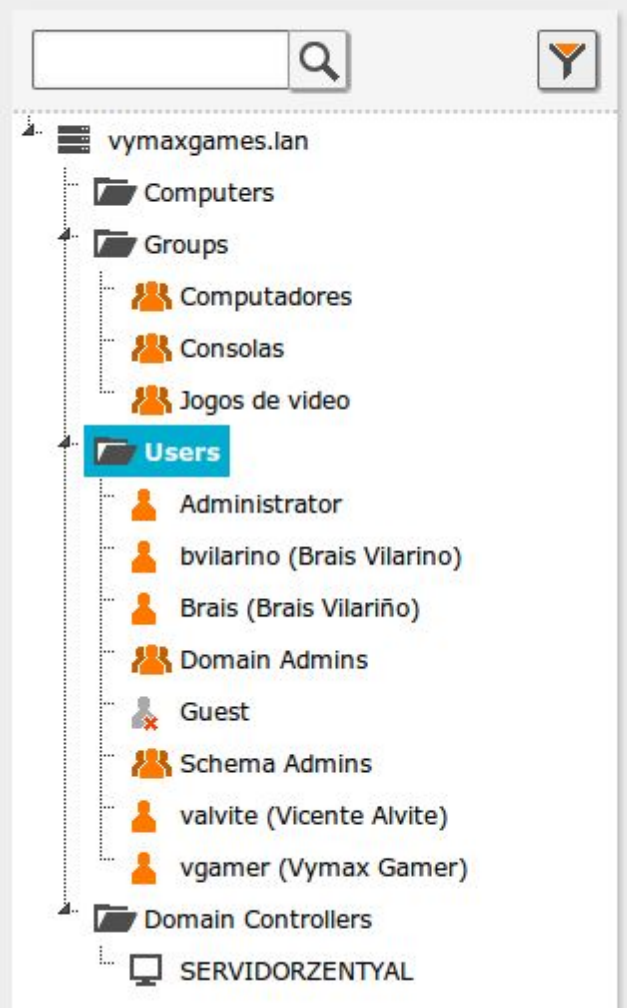 vymaxgames.lan
Computers
Groups
Computadores
Consolas
Jogos de video
Users
Administrator
bvilarino (Brais Vilarino)
Brais (Brais Vilariño)
Domain Admins
Guest
Schema Admins
valvite (Vicente Alvite)
vgamer (Vymax Gamer)
Domain Controllers
SERVIDORZENTYAL